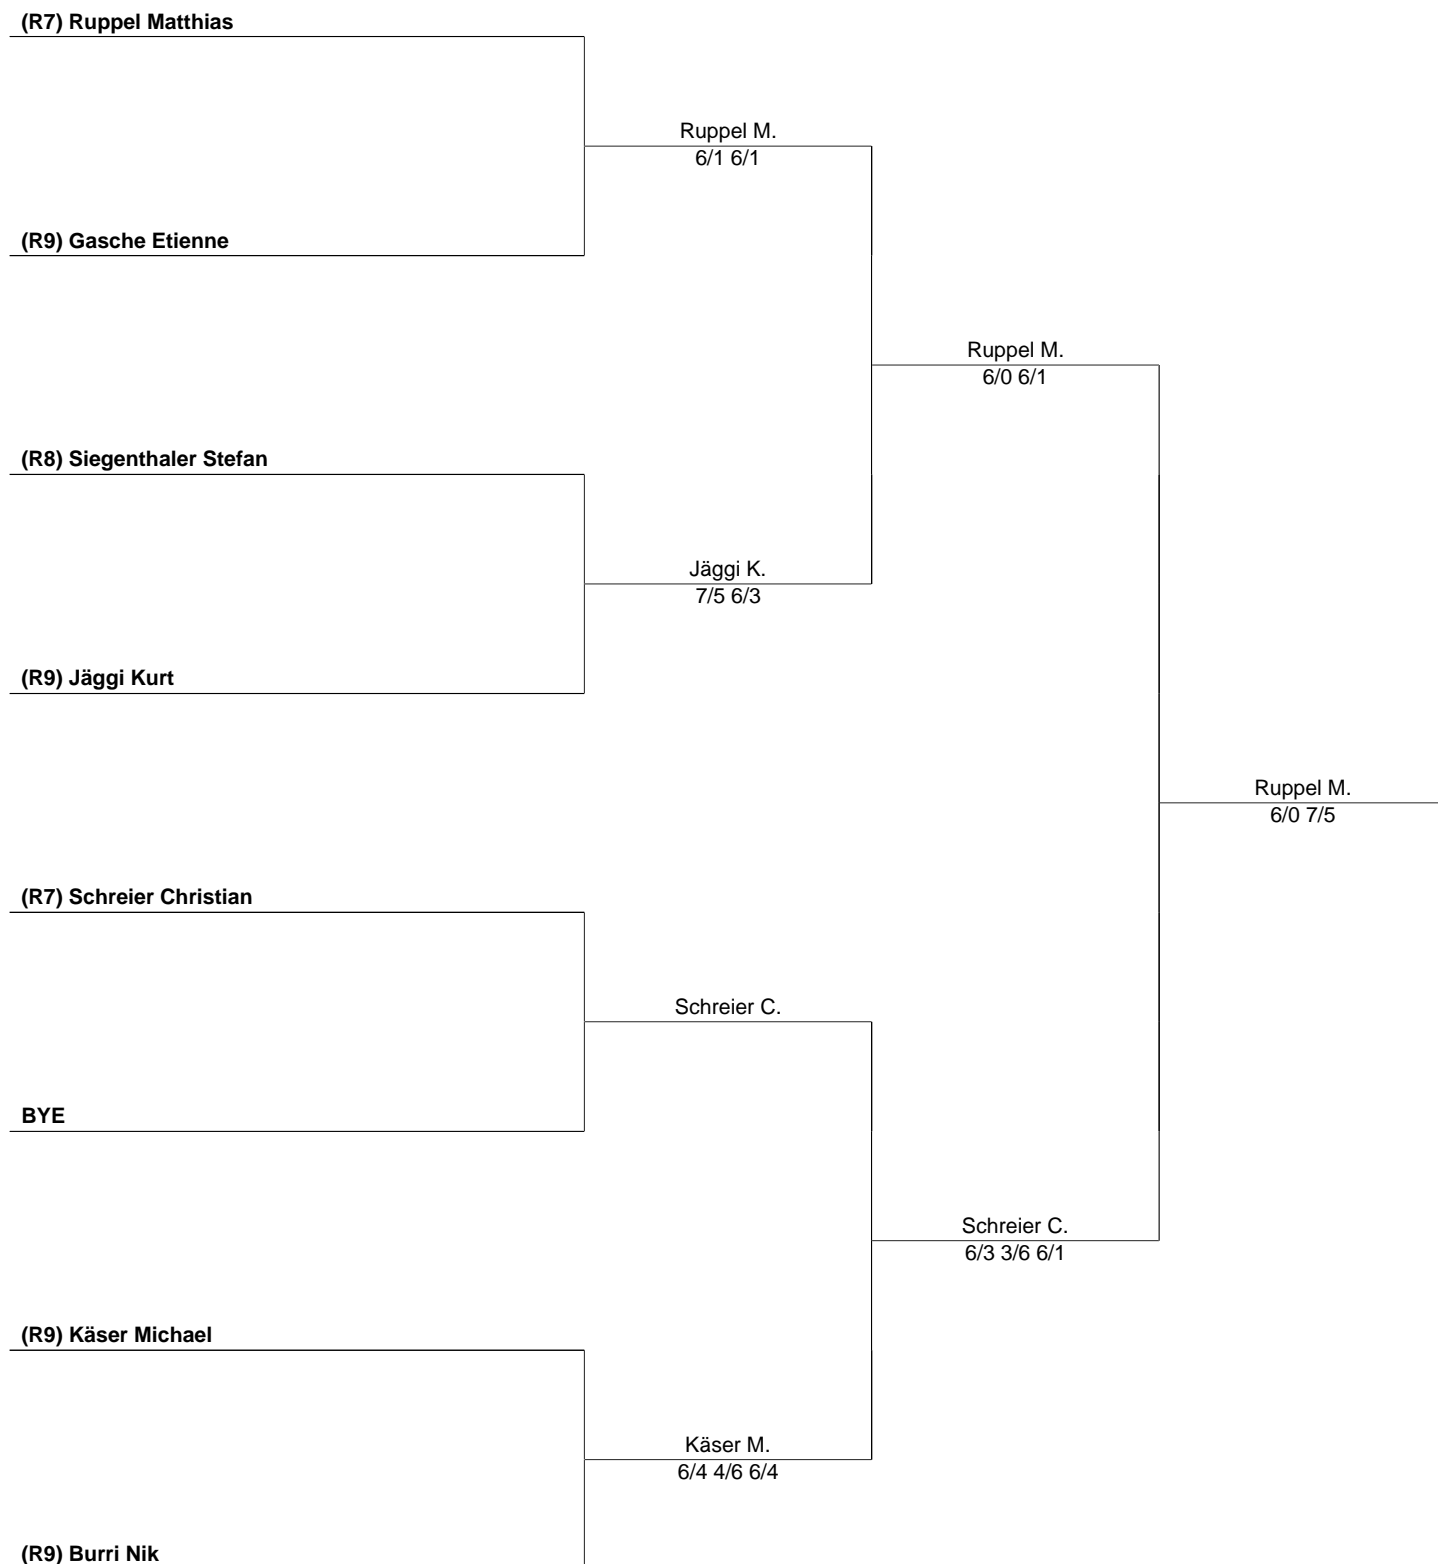 (R7) Ruppel Matthias
Ruppel M.
6/1 6/1
(R9) Gasche Etienne
Ruppel M.
6/0 6/1
(R8) Siegenthaler Stefan
Jäggi K.
7/5 6/3
(R9) Jäggi Kurt
Ruppel M.
6/0 7/5
(R7) Schreier Christian
Schreier C.
BYE
Schreier C.
6/3 3/6 6/1
(R9) Käser Michael
Käser M.
6/4 4/6 6/4
(R9) Burri Nik